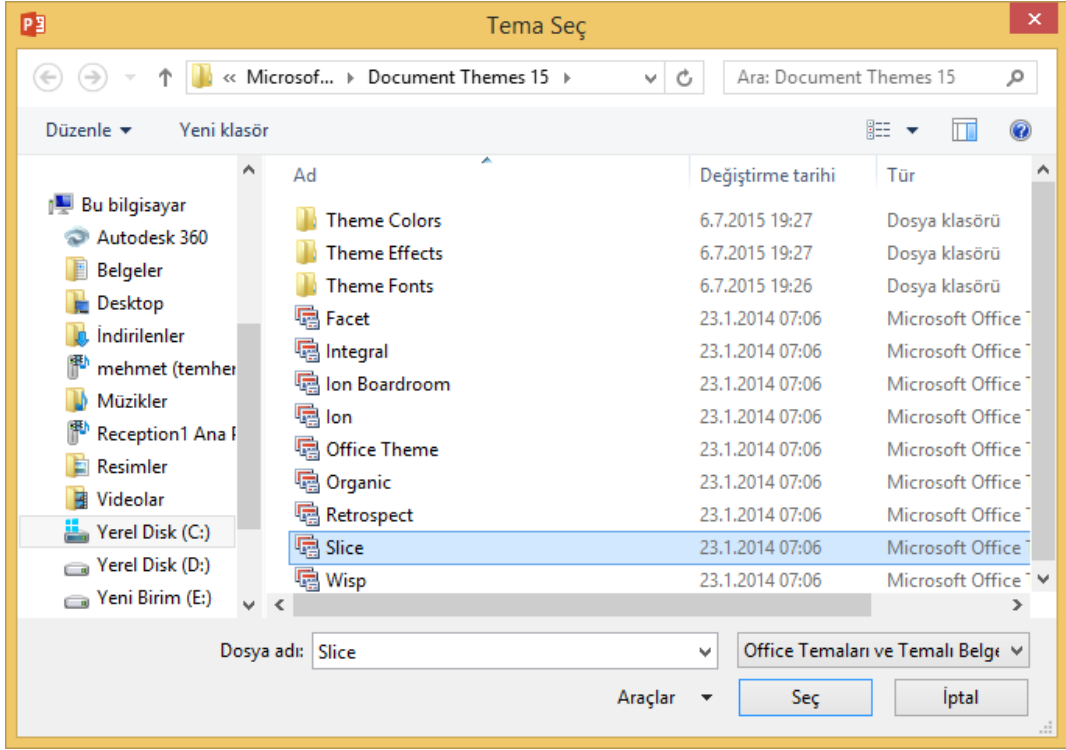 Tema Seç
« Microsof... Document Themes 15
Ara: Document Themes 15
Düzenle Yeni klasör
Bu bilgisayar
Autodesk 360
Belgeler
Desktop
İndirilenler
mehmet (temher
Müzikler
Reception1 Ana
Resimler
Videolar
Yerel Disk (C:)
Yerel Disk (D:)
Yeni Birim (E:)
Ad Değiştirme tarihi Tür
Theme Colors 6.7.2015 19:27 Dosya klasörü
Theme Effects 6.7.2015 19:27 Dosya klasörü
Theme Fonts 6.7.2015 19:26 Dosya klasörü
Facet 23.1.2014 07:06 Microsoft Office
Integral 23.1.2014 07:06 Microsoft Office
Ion Boardroom 23.1.2014 07:06 Microsoft Office
Ion 23.1.2014 07:06 Microsoft Office
Office Theme 23.1.2014 07:06 Microsoft Office
Organic 23.1.2014 07:06 Microsoft Office
Retrospect 23.1.2014 07:06 Microsoft Office
Slice 23.1.2014 07:06 Microsoft Office
Wisp 23.1.2014 07:06 Microsoft Office
Dosya adı: Slice
Office Temaları ve Temalı Belge
Araçlar Seç İptal